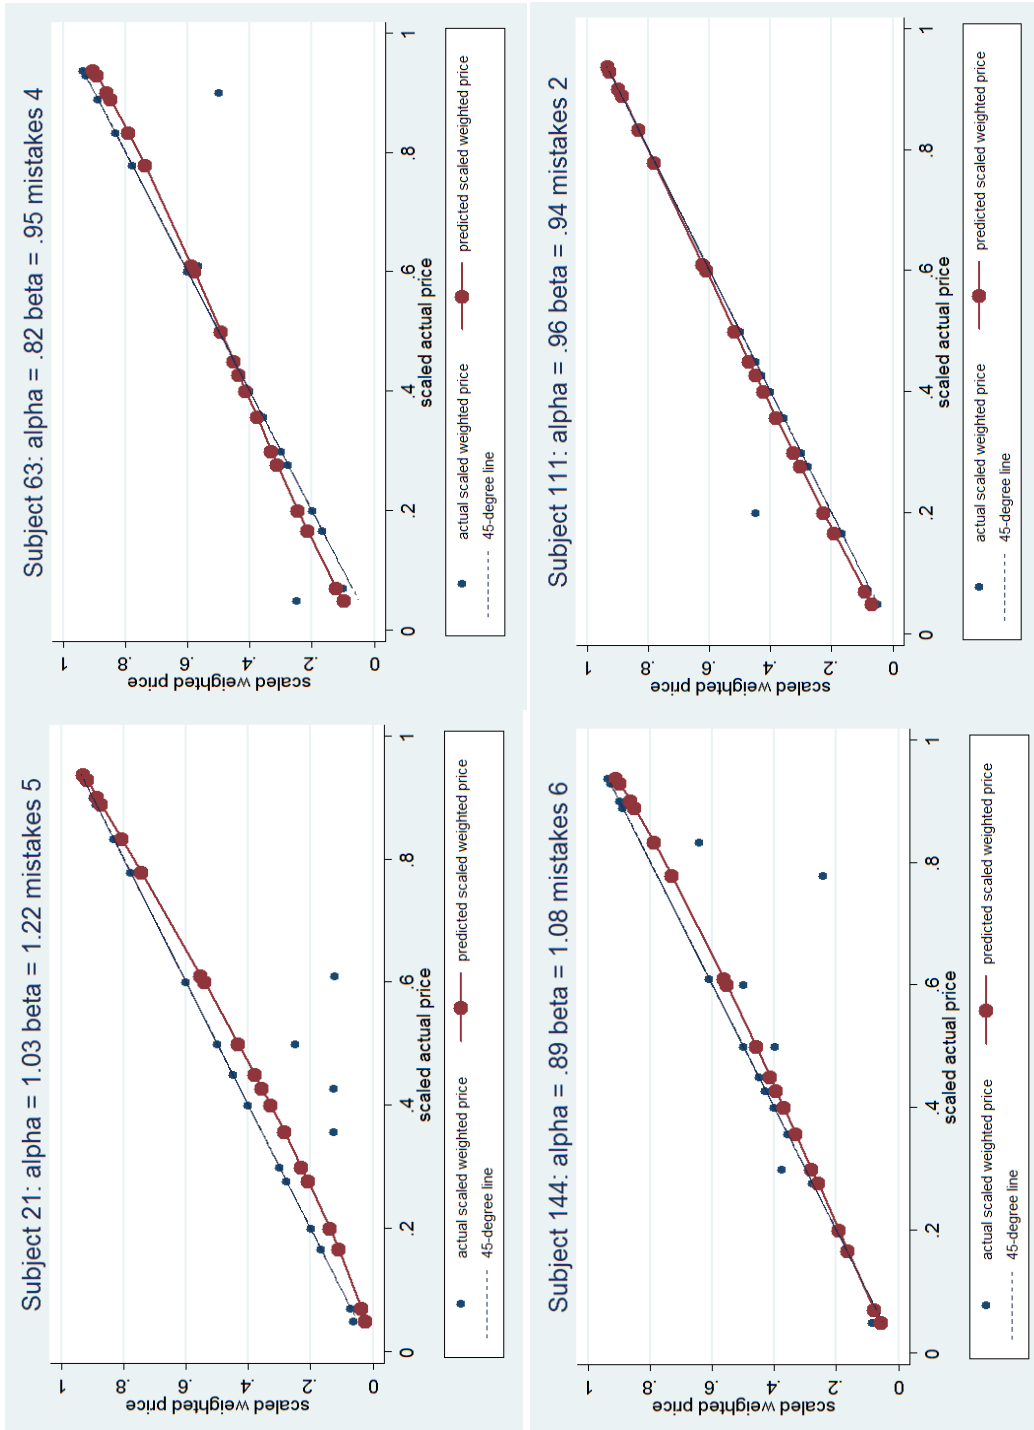 Subject 21: alpha = 1.03 beta = 1.22 mistakes 5
scaled weighted price
1
.8
.6
.4
.2
0
0 .2 .4 .6 .8 1
scaled actual price
actual scaled weighted price predicted scaled weighted price
45-degree line
Subject 63: alpha = .82 beta = .95 mistakes 4
scaled weighted price
1
.8
.6
.4
.2
0
0 .2 .4 .6 .8 1
scaled actual price
actual scaled weighted price predicted scaled weighted price
45-degree line
Subject 144: alpha = .89 beta = 1.08 mistakes 6
scaled weighted price
1
.8
.6
.4
.2
0
0 .2 .4 .6 .8 1
scaled actual price
actual scaled weighted price predicted scaled weighted price
45-degree line
Subject 111: alpha = .96 beta = .94 mistakes 2
scaled weighted price
1
.8
.6
.4
.2
0
0 .2 .4 .6 .8 1
scaled actual price
actual scaled weighted price predicted scaled weighted price
45-degree line